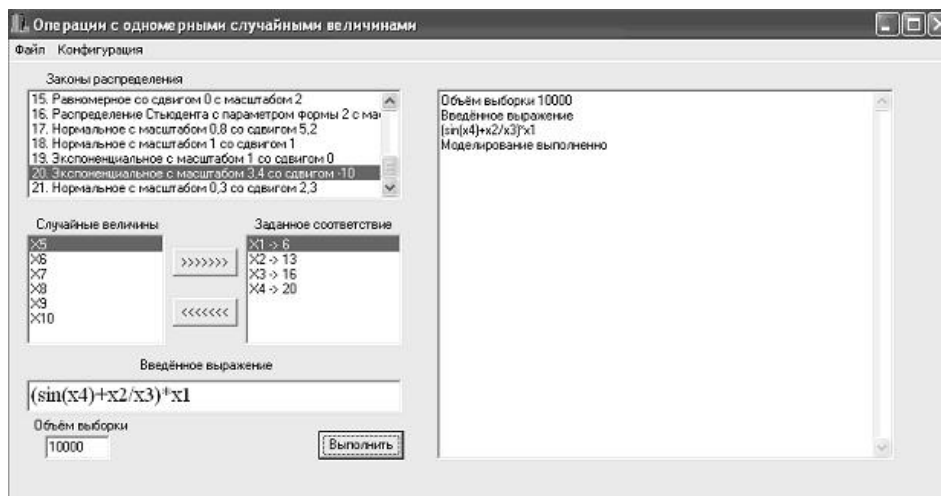 Операции с одномерными случайными величинами
Файл Конфигурация
Законы распределения
15. Равномерное со сдвигом 0 с масштабом 2
16. Распределение Стьюдента с параметром формы 2 с мас
17. Нормальное с масштабом 0,8 со сдвигом 5,2
18. Нормальное с масштабом 1 со сдвигом 1
19. Экспоненциальное с масштабом 1 со сдвигом 0
20. Экспоненциальное с масштабом 3,4 со сдвигом -10
21. Нормальное с масштабом 0,3 со сдвигом 2,3
Случайные величины
X5
X6
X7
X8
X9
X10
>>>>>>>
<<<<<<<
Заданное соответствие
X1 -> 6
X2 -> 13
X3 -> 16
X4 -> 20
Введённое выражение
(sin(x4)+x2/x3)*x1
Объём выборки
10000
Выполнить
Объём выборки 10000
Введённое выражение
(sin(x4)+x2/x3)*x1
Моделирование выполненно